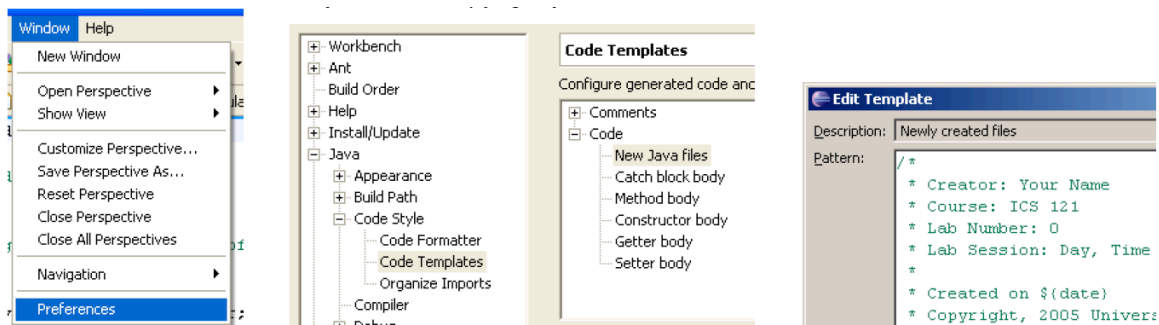 Window Help
New Window
Open Perspective
Show View
Customize Perspective...
Save Perspective As...
Reset Perspective
Close Perspective
Close All Perspectives
Navigation
Preferences
Workbench
Ant
Build Order
Help
Install/Update
Java
Appearance
Build Path
Code Style
Code Formatter
Code Templates
Organize Imports
Compiler
Debug
Code Templates
Configure generated code and
Comments
Code
New Java files
Catch block body
Method body
Constructor body
Getter body
Setter body
Edit Template
Description: Newly created files
Pattern:
/*
* Creator: Your Name
* Course: ICS 121
* Lab Number: 0
* Lab Session: Day, Time
*
* Created on ${date}
* Copyright, 2005 Univers